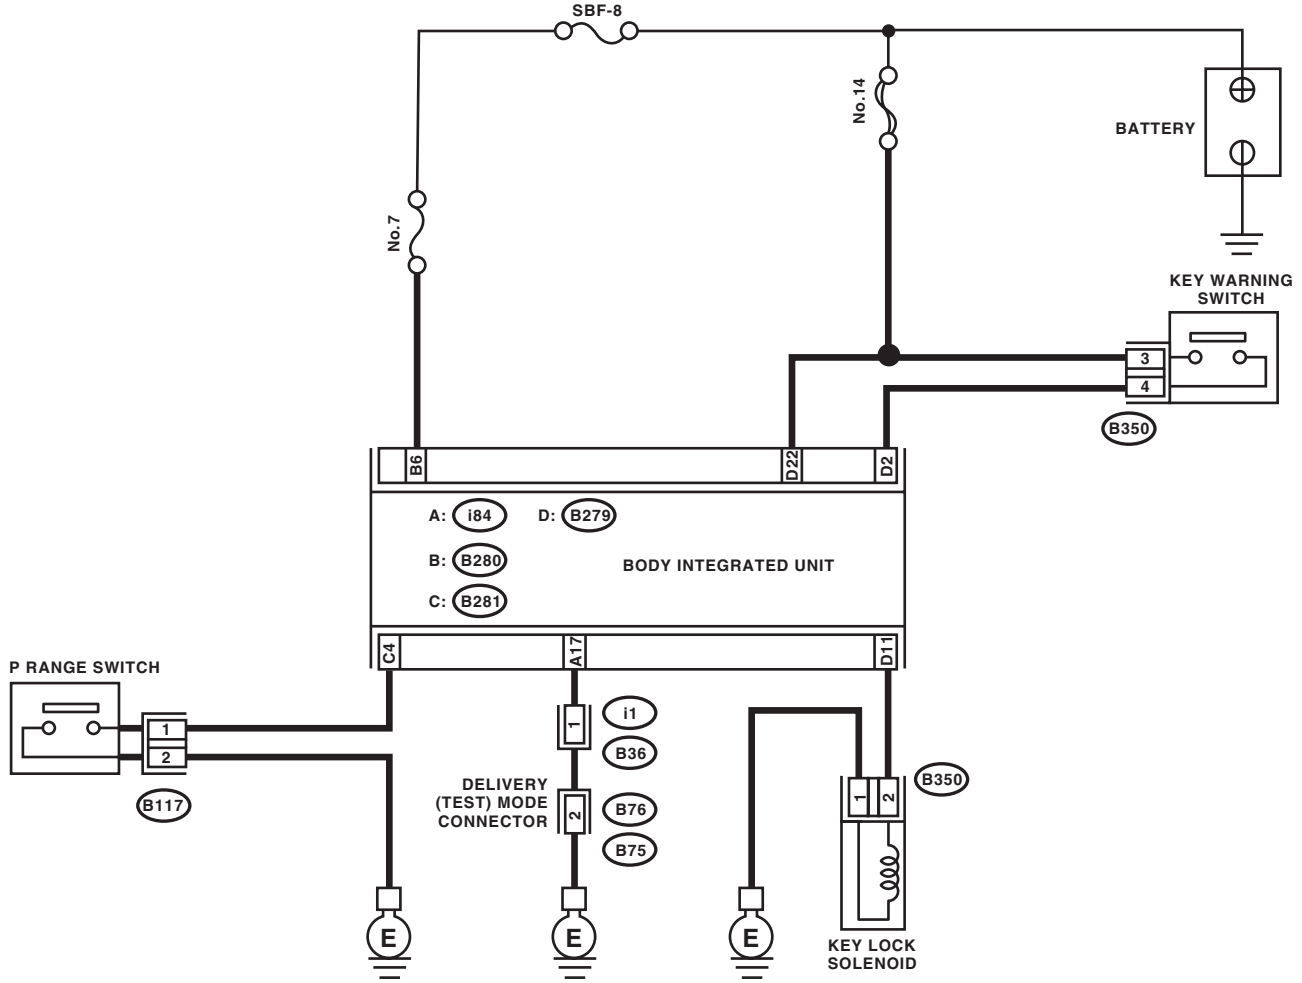 SBF-8
No.14
BATTERY
No.7
KEY WARNING
SWITCH
3
4
B350
B6
D22
D2
A: i84 D: B279
B: B280
BODY INTEGRATED UNIT
C: B281
C4
A17
D11
P RANGE SWITCH
1
2
B117
1
i1
B36
DELIVERY
(TEST) MODE
CONNECTOR
2
B76
B75
1
2
B350
E
E
E
KEY LOCK
SOLENOID